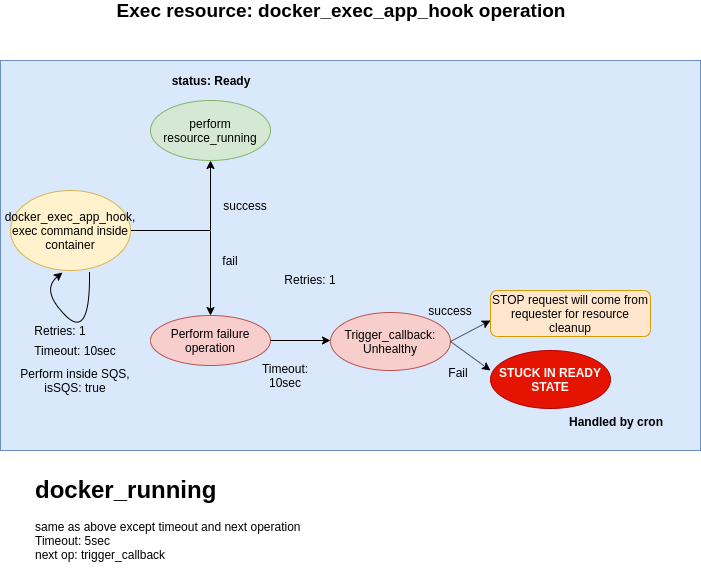 Exec resource: docker_exec_app_hook operation
status: Ready
perform
resource_running
success
docker_exec_app_hook,
exec command inside
container
fail
Retries: 1
STOP request will come from
requester for resource
cleanup
success
Retries: 1
Timeout: 10sec
Perform inside SQS,
isSQS: true
Perform failure
operation
Timeout:
10sec
Trigger_callback:
Unhealthy
Fail
STUCK IN READY
STATE
Handled by cron
docker_running
same as above except timeout and next operation
Timeout: 5sec
next op: trigger_callback